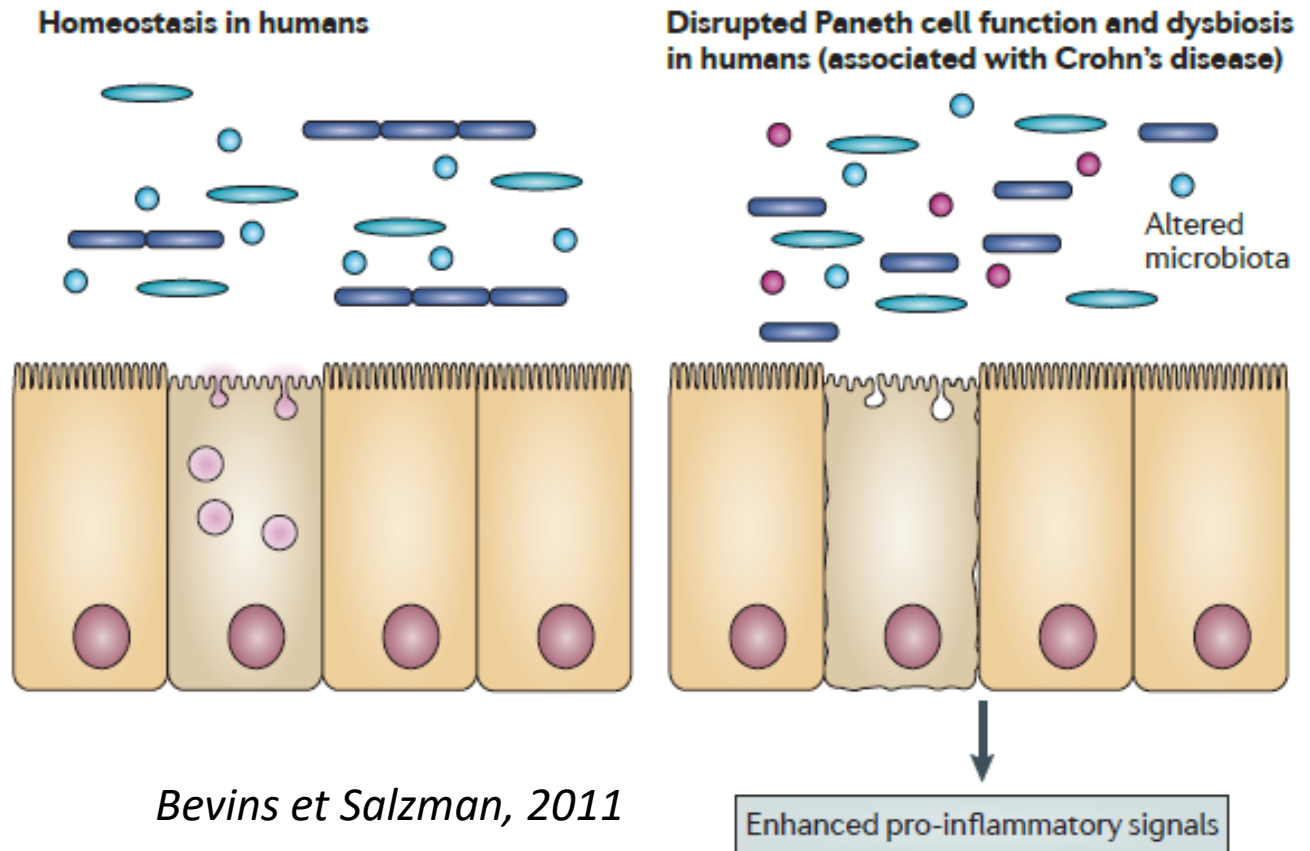 Homeostasis in humans
Disrupted Paneth cell function and dysbiosis
in humans (associated with Crohn's disease)
Altered
microbiota
Bevins et Salzman, 2011
Enhanced pro-inflammatory signals